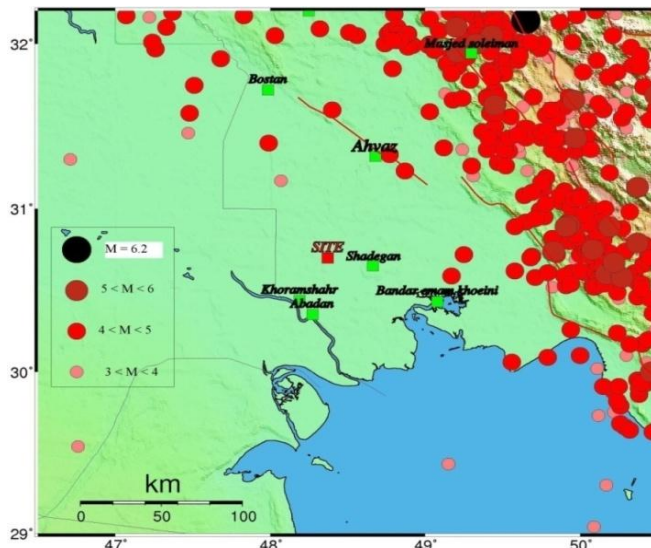 32°
Masjed soleiman
Bostan
Ahvaz
31°
M = 6.2
SITE
Shadegan
5 < M < 6
Khoramshahr
Bandar emam khoeini
Abadan
4 < M < 5
3 < M < 4
30°
km
0 50 100
29°
47° 48° 49° 50°